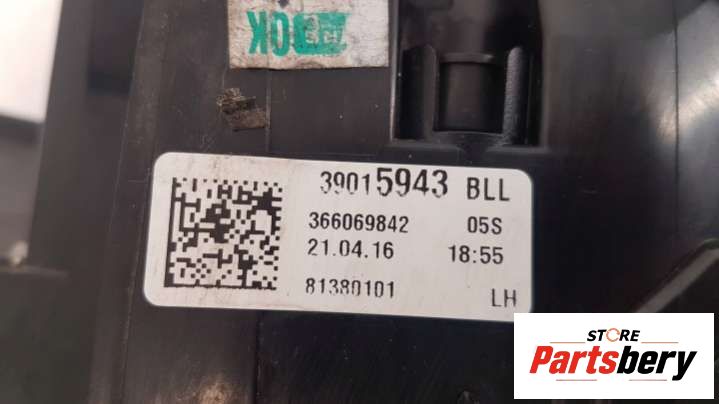 OK
39015943 BLL
366069842 05S
21.04.16 18:55
81380101 LH
STORE
Partsbery